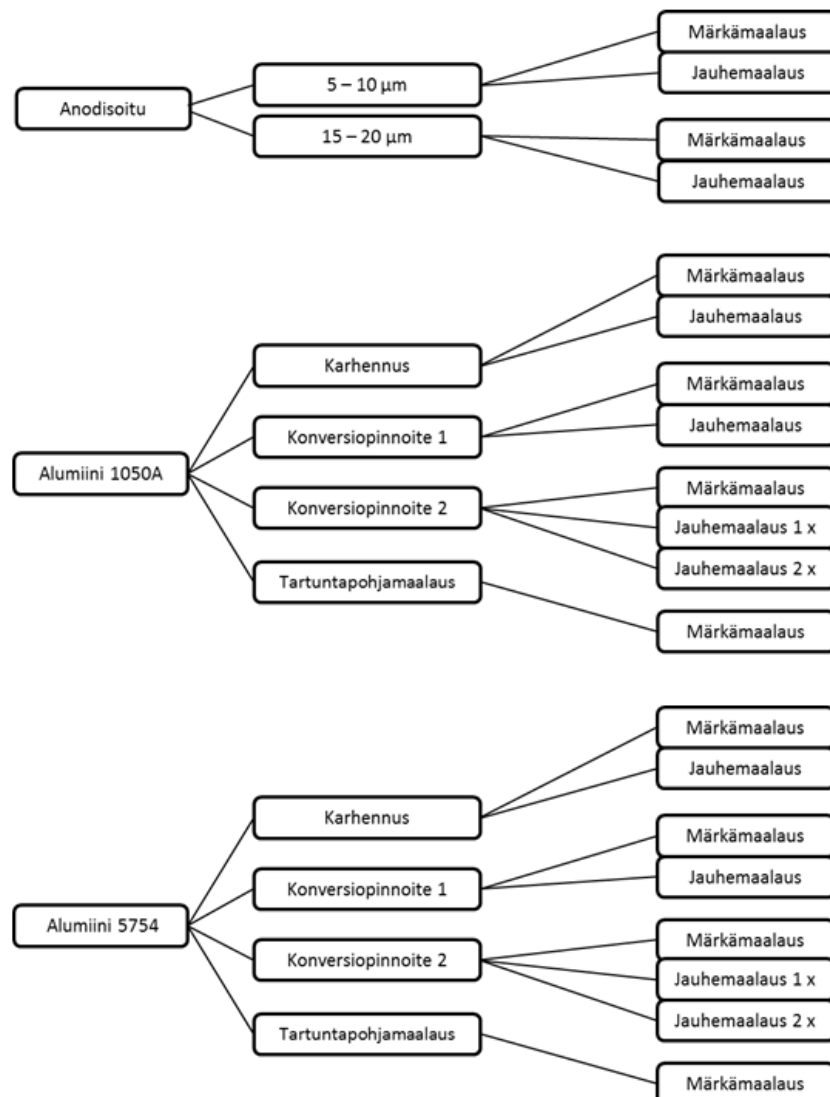 Märkämaalaus
Jauhemaalaus
5 – 10 µm
Anodisoitu
15 – 20 µm
Märkämaalaus
Jauhemaalaus
Märkämaalaus
Jauhemaalaus
Karhennus
Märkämaalaus
Jauhemaalaus
Konversiopinnoite 1
Alumiini 1050A
Konversiopinnoite 2
Märkämaalaus
Jauhemaalaus 1 x
Jauhemaalaus 2 x
Tartuntapohjamaalaus
Märkämaalaus
Märkämaalaus
Jauhemaalaus
Karhennus
Märkämaalaus
Jauhemaalaus
Konversiopinnoite 1
Alumiini 5754
Konversiopinnoite 2
Märkämaalaus
Jauhemaalaus 1 x
Jauhemaalaus 2 x
Tartuntapohjamaalaus
Märkämaalaus